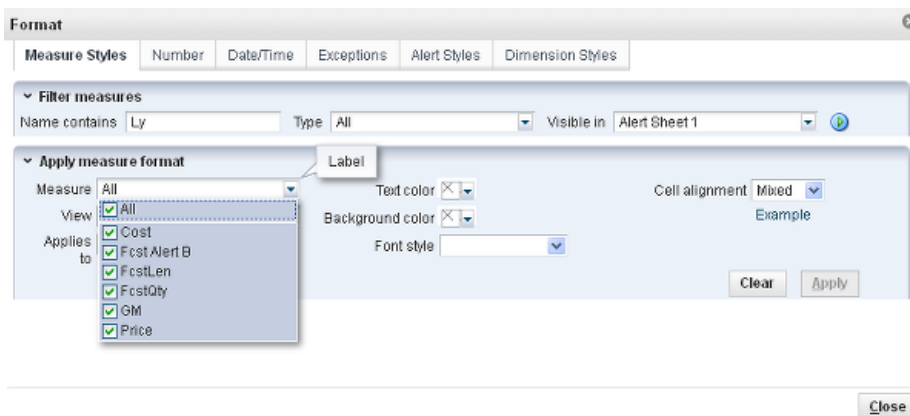 Format
Measure Styles Number Date/Time Exceptions Alert Styles Dimension Styles
Filter measures
Name contains Ly Type All Visible in Alert Sheet 1
Apply measure format
Label
Measure All Text color Cell alignment Mixed
All
View Background color Example
Cost
Applies to Fcst Alert B Font style
FcstLen
FcstQty
GM
Price
Clear Apply
Close